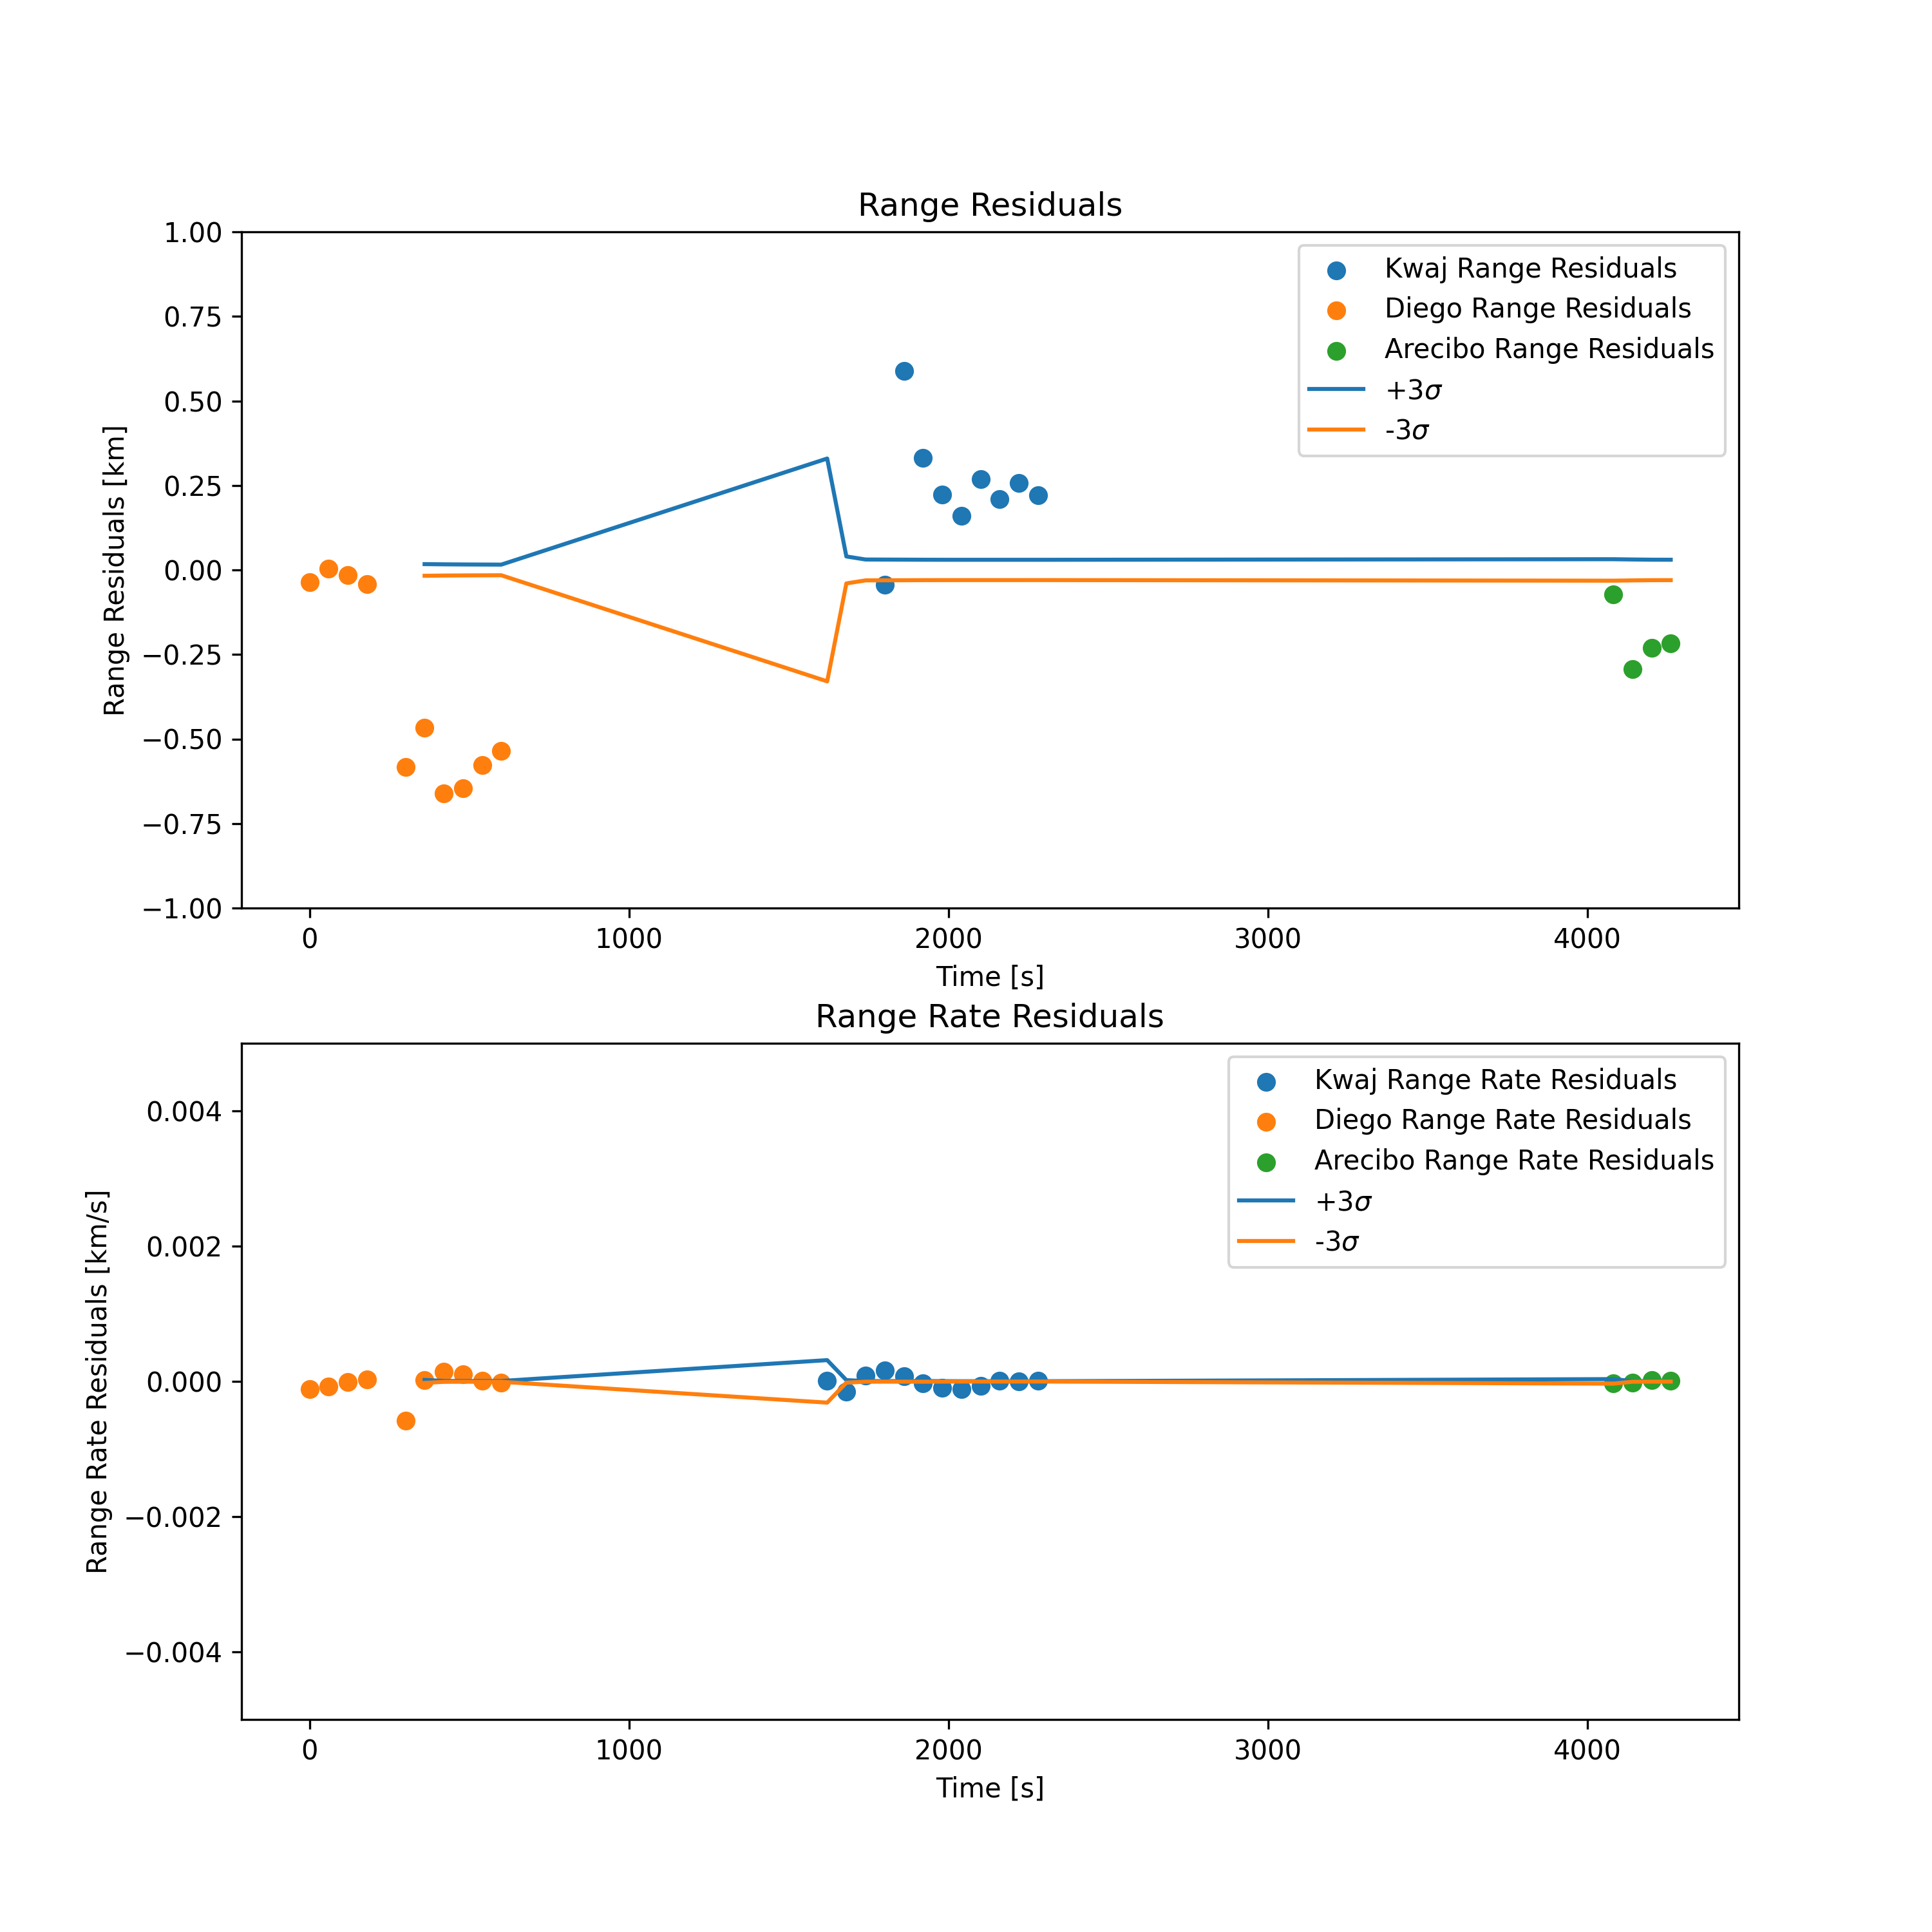 Range Residuals
1.00
0.75
0.50
0.25
0.00
−0.25
−0.50
−0.75
−1.00
Range Residuals [km]
Kwaj Range Residuals
Diego Range Residuals
Arecibo Range Residuals
+3σ
-3σ
0 1000 2000 3000 4000
Time [s]
Range Rate Residuals
0.004
0.002
0.000
−0.002
−0.004
Range Rate Residuals [km/s]
Kwaj Range Rate Residuals
Diego Range Rate Residuals
Arecibo Range Rate Residuals
+3σ
-3σ
0 1000 2000 3000 4000
Time [s]